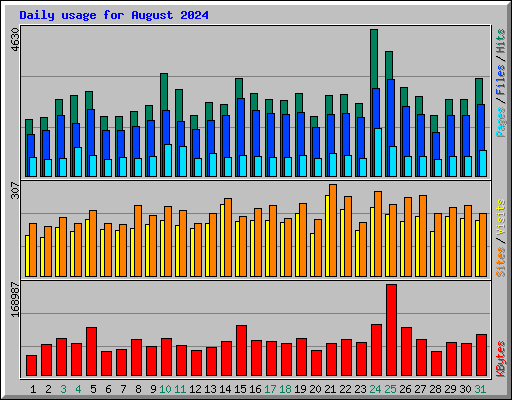 Daily usage for August 2024
4630
Pages / Files / Hits
307
Sites / Visits
168987
KBytes
1 2 3 4 5 6 7 8 9 10 11 12 13 14 15 16 17 18 19 20 21 22 23 24 25 26 27 28 29 30 31